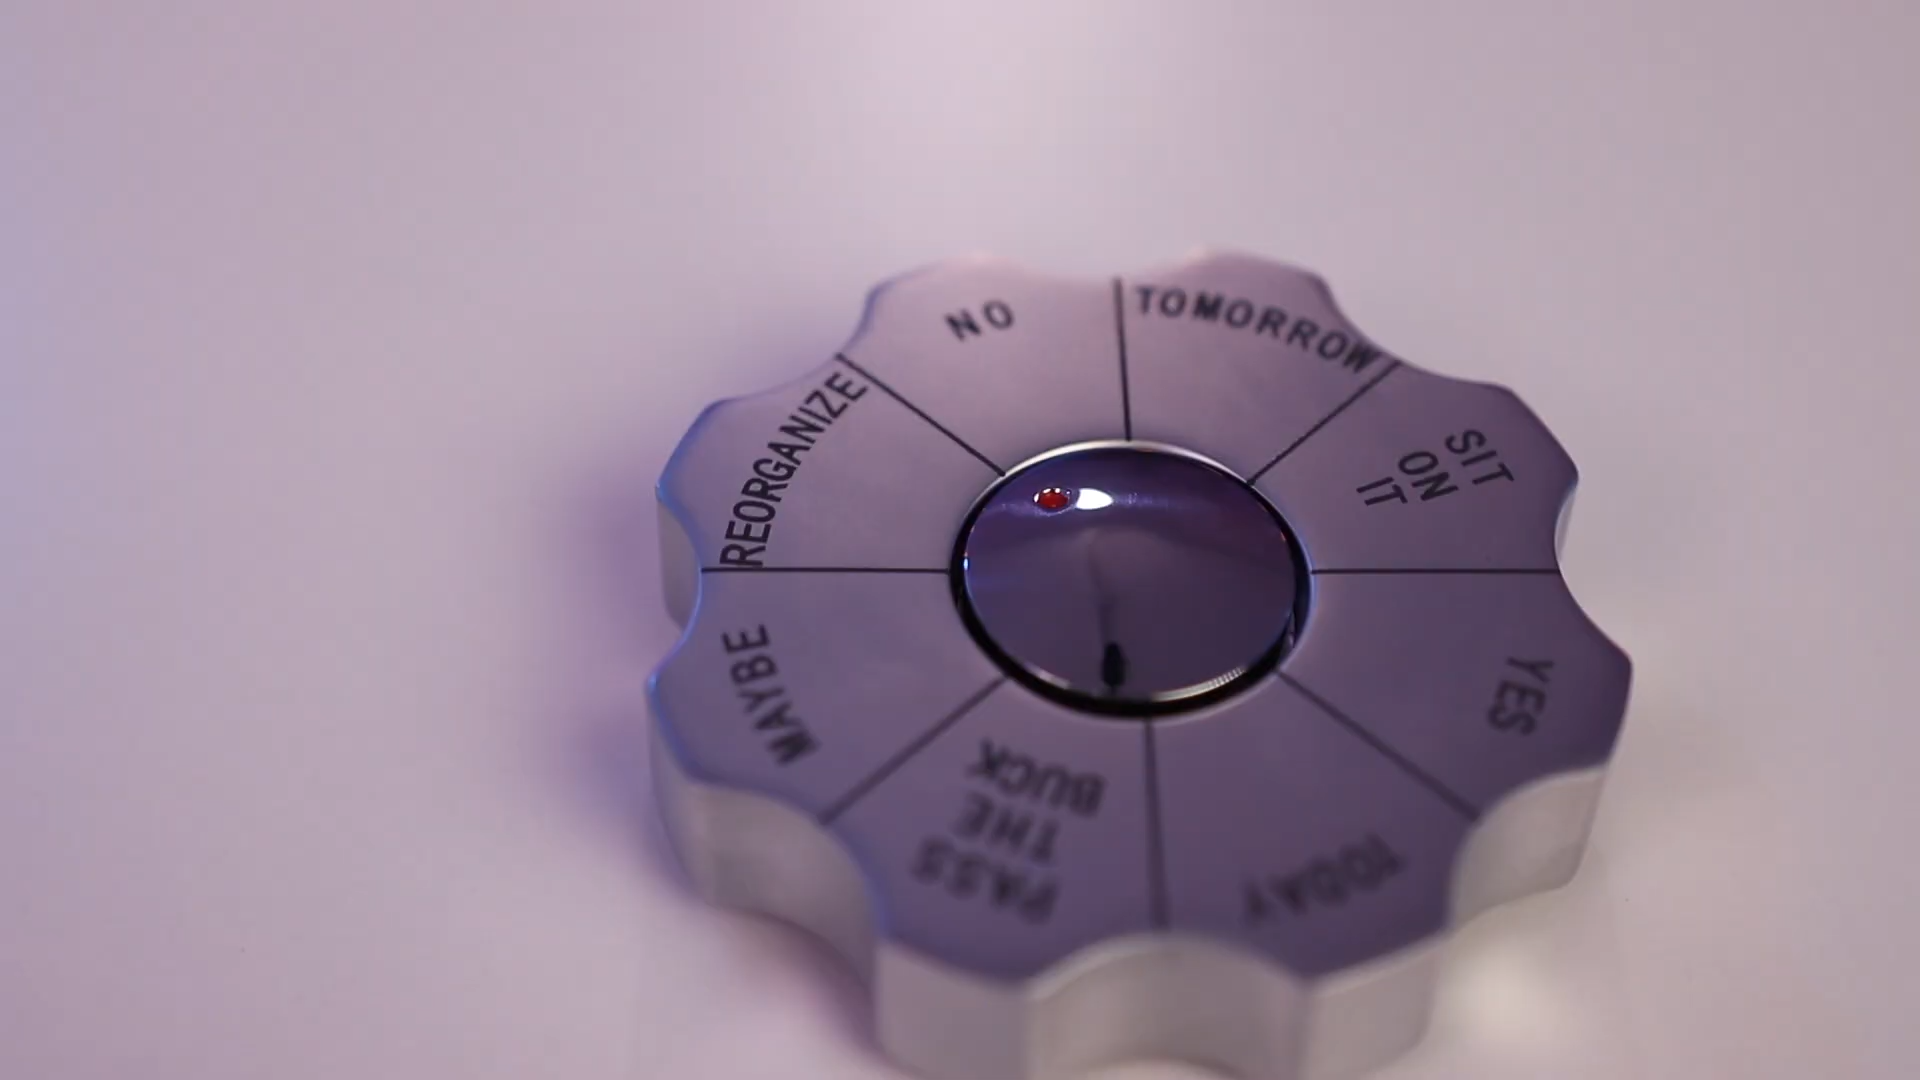 NO
TOMORROW
SIT
ON
IT
YES
TODAY
PASS
THE
BUCK
MAYBE
REORGANIZE